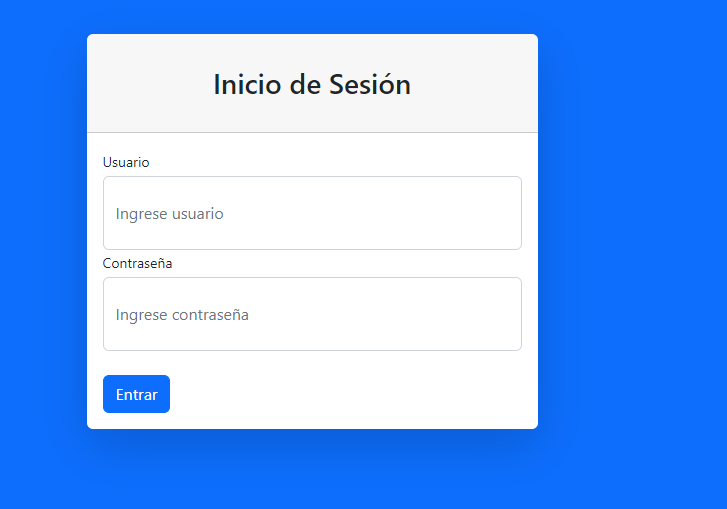 Inicio de Sesión
Usuario
Ingrese usuario
Contraseña
Ingrese contraseña
Entrar